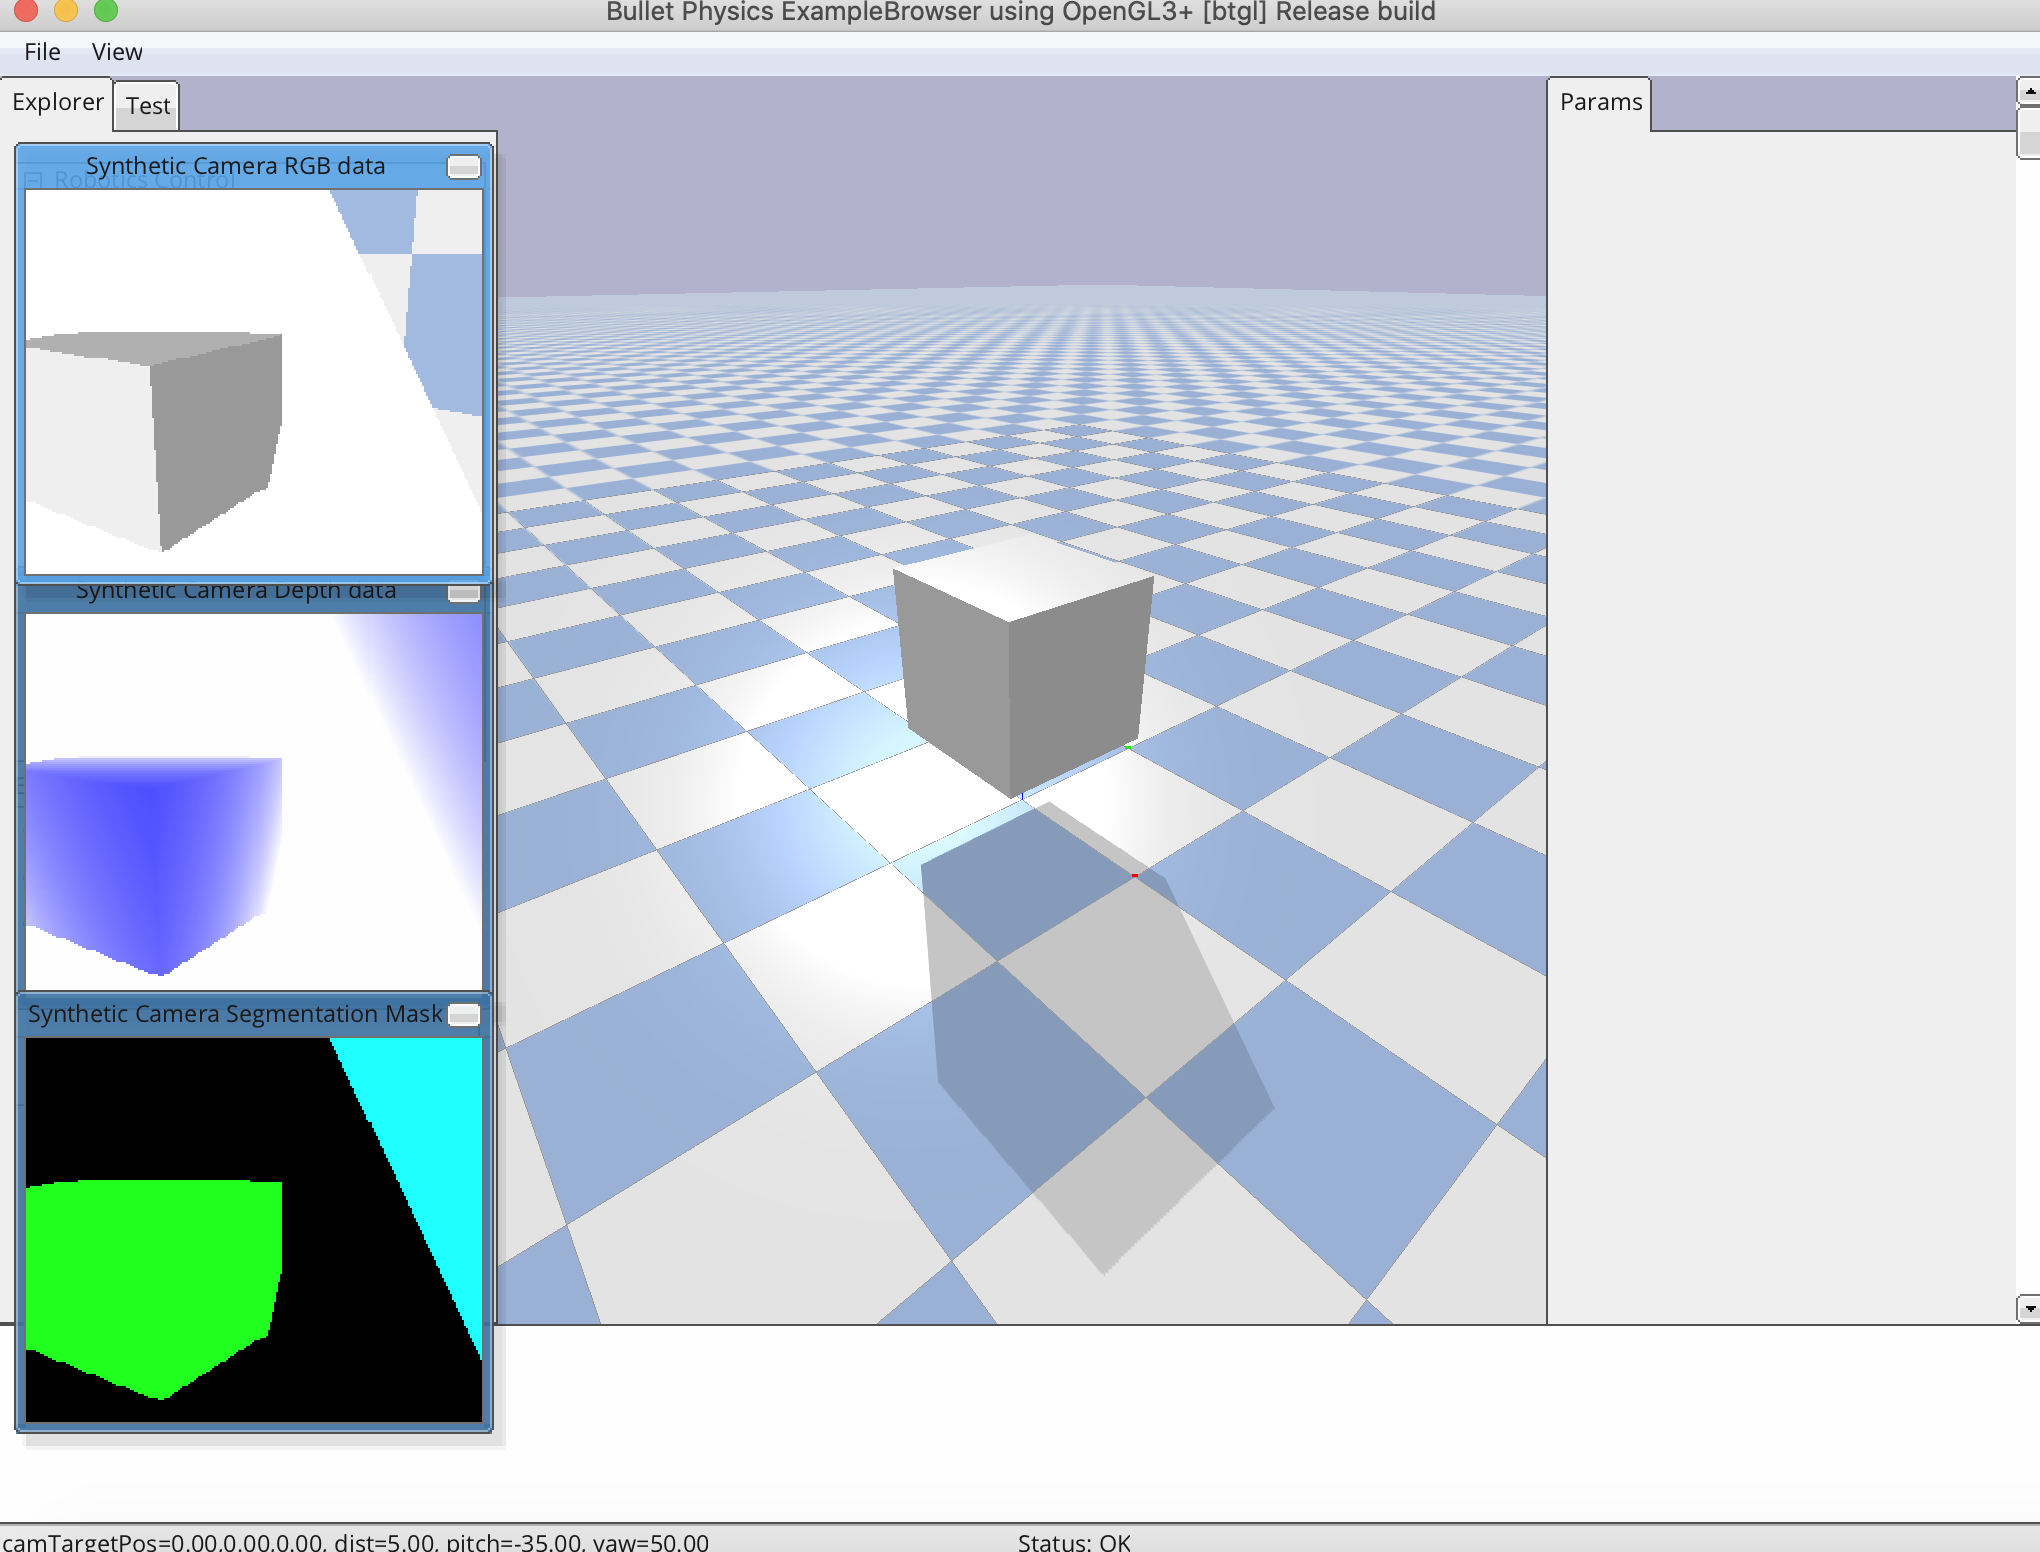 Bullet Physics ExampleBrowser using OpenGL3+ [btgl] Release build
File View
Explorer Test
Params
Synthetic Camera RGB data
Robotics Control
Synthetic Camera Depth data
Synthetic Camera Segmentation Mask
camTargetPos=0.00,0.00,0.00, dist=5.00, pitch=-35.00, yaw=50.00
Status: OK